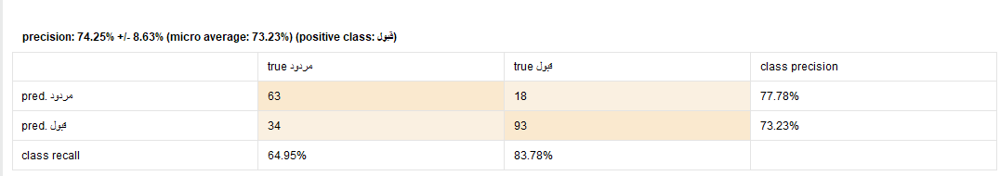 precision: 74.25% +/- 8.63% (micro average: 73.23%) (positive class: قبول)
true مردود true قبول class precision
pred. مردود 63 18 77.78%
pred. قبول 34 93 73.23%
class recall 64.95% 83.78%